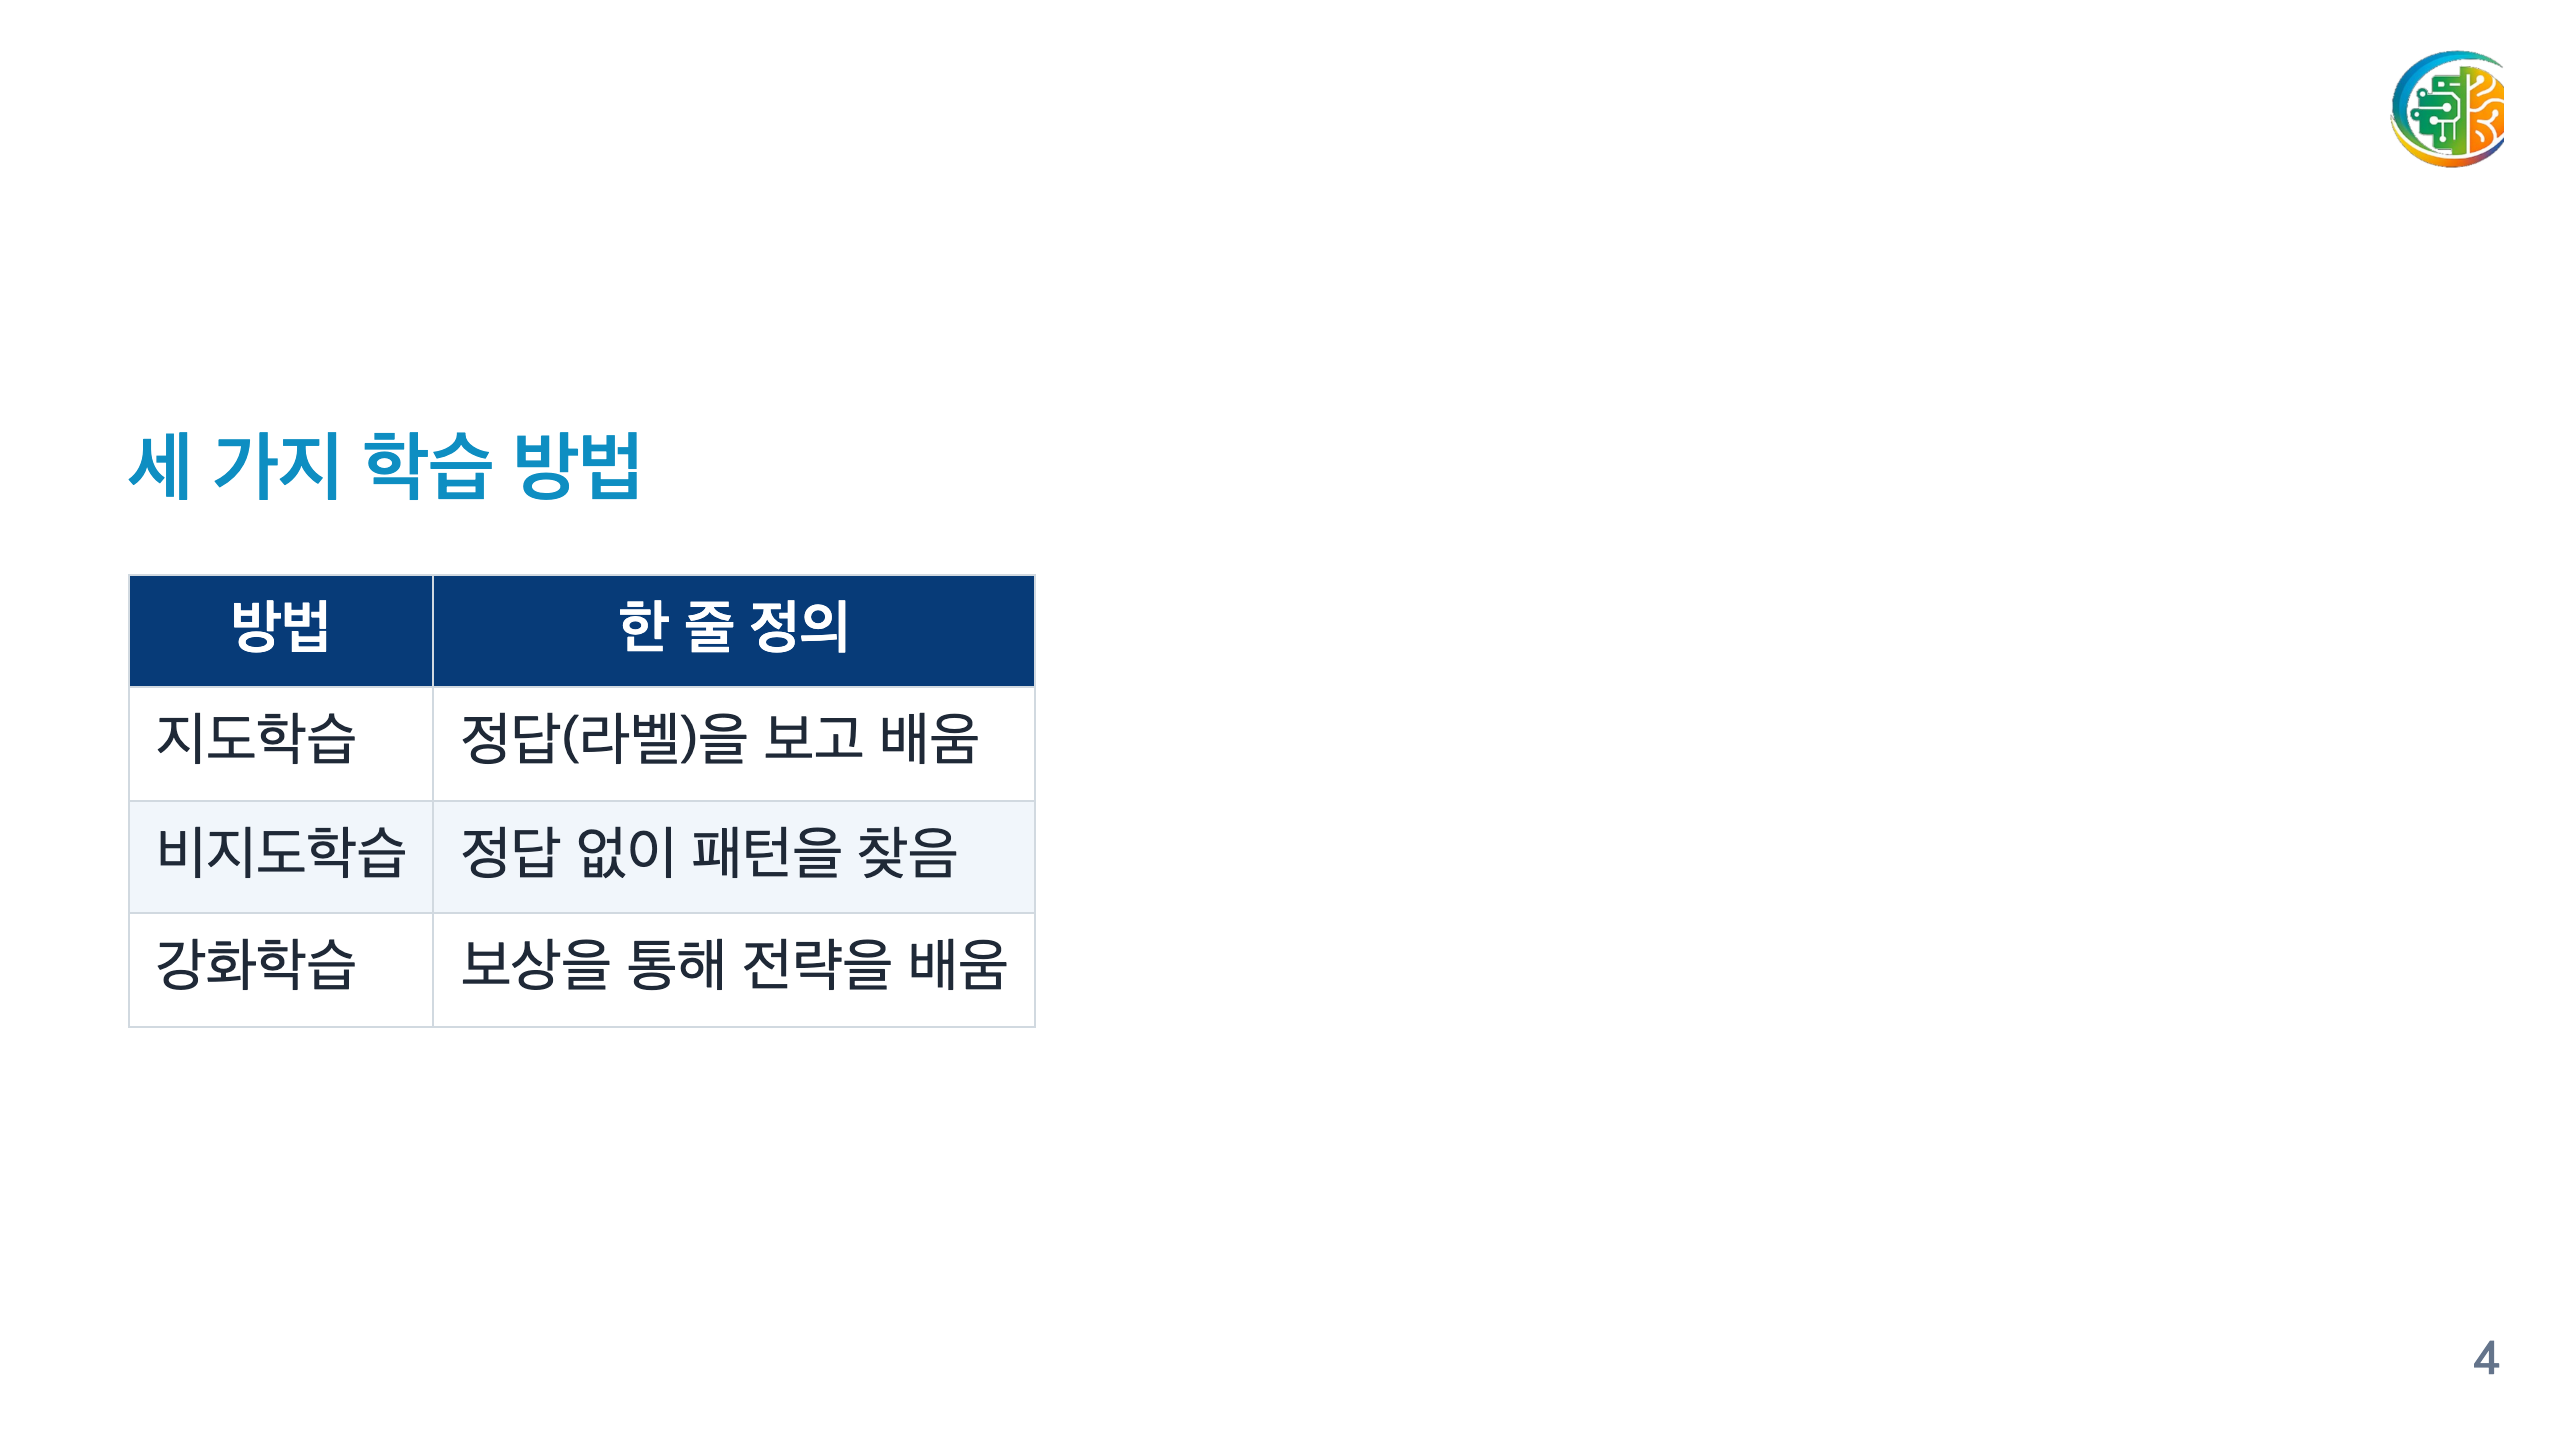 세 가지 학습 방법
방법 한 줄 정의
지도학습 정답(라벨)을 보고 배움
비지도학습 정답 없이 패턴을 찾음
강화학습 보상을 통해 전략을 배움
4